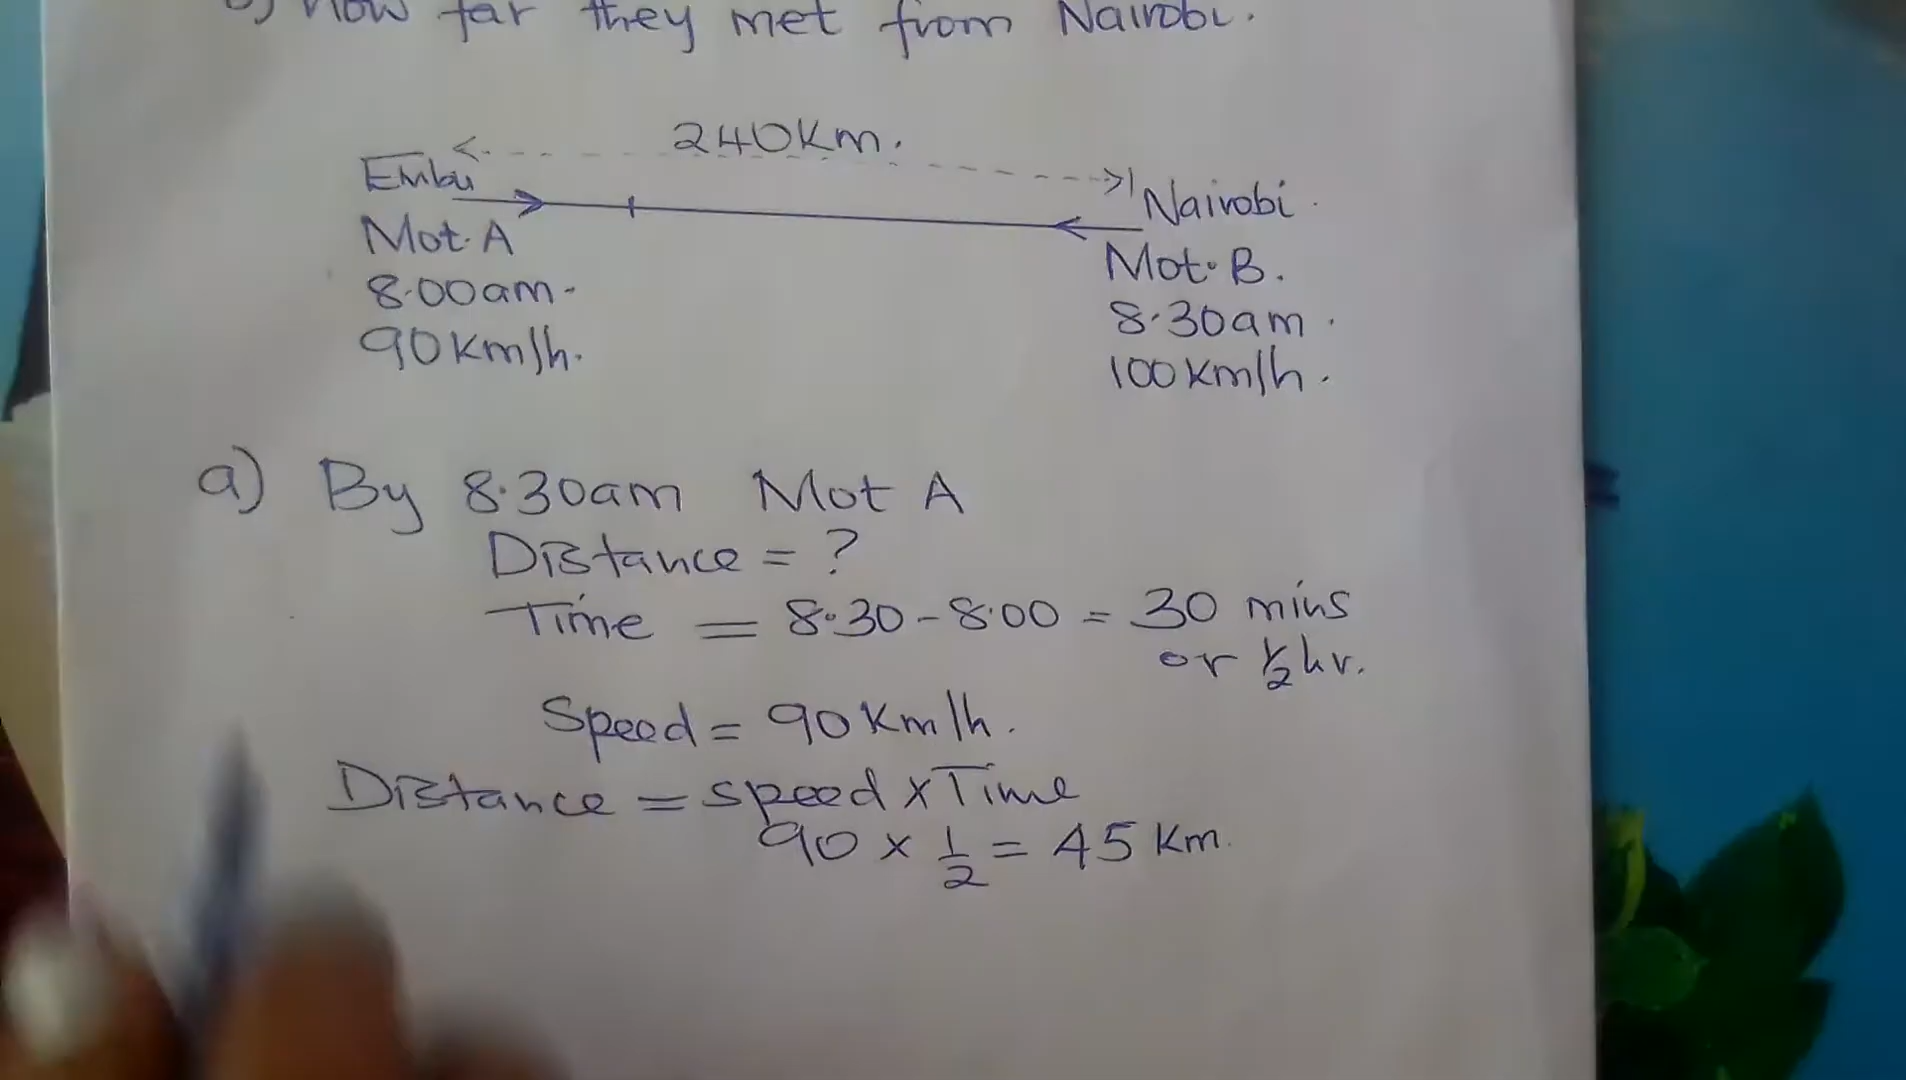 b) How far they met from Nairobi.
240Km.
Embu
Nairobi
Mot. A
Mot. B.
8.00am
8.30am
90Km/h.
100Km/h.
a) By 8.30am Mot A
Distance = ?
Time = 8.30-8.00 = 30 mins
or 1/2 hr.
Speed = 90Km/h.
Distance = speed x Time
90 x 1/2 = 45 Km.